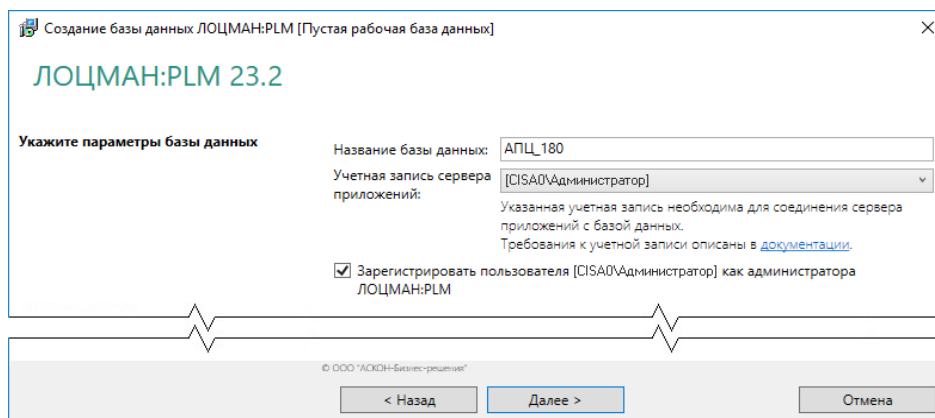 Создание базы данных ЛОЦМАН:PLM [Пустая рабочая база данных]
ЛОЦМАН:PLM 23.2
Укажите параметры базы данных
Название базы данных: АПЦ_180
Учетная запись сервера приложений: [CISA0\Администратор]
Указанная учетная запись необходима для соединения сервера
приложений с базой данных.
Требования к учетной записи описаны в документации.
Зарегистрировать пользователя [CISA0\Администратор] как администратора
ЛОЦМАН:PLM
© ООО "АСКОН-Бизнес-решения"
< Назад
Далее >
Отмена